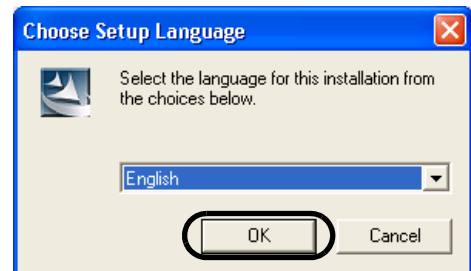 Choose Setup Language
Select the language for this installation from
the choices below.
English
OK
Cancel